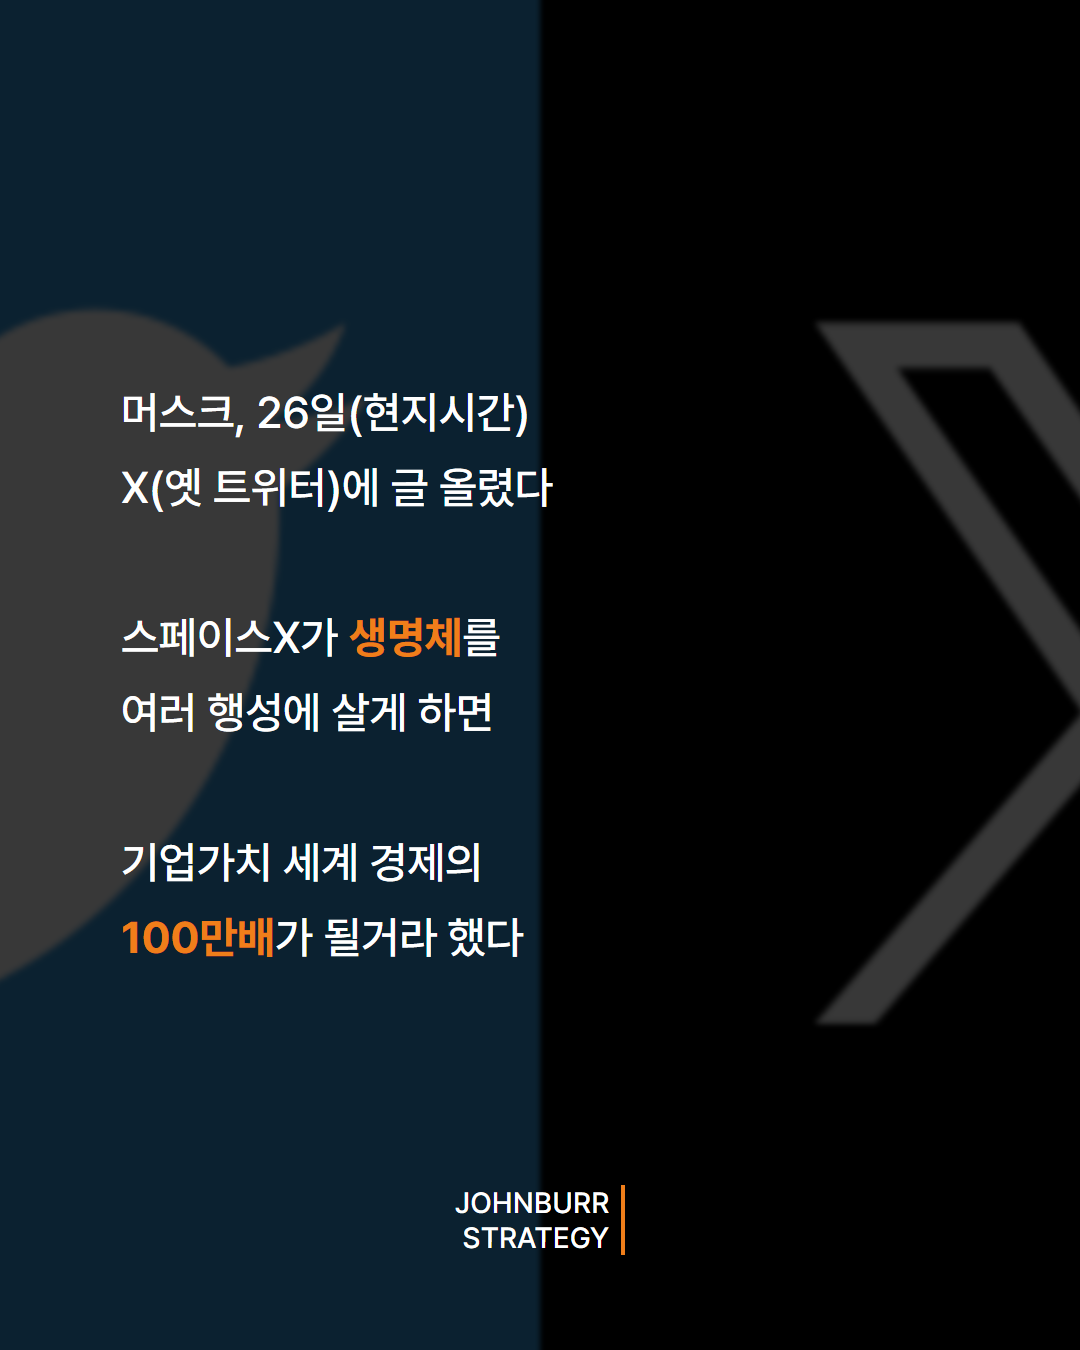 머스크, 26일(현지시간)
X(옛 트위터)에 글 올렸다
스페이스X가 생명체를
여러 행성에 살게 하면
기업가치 세계 경제의
100만배가 될거라 했다
JOHNBURR
STRATEGY